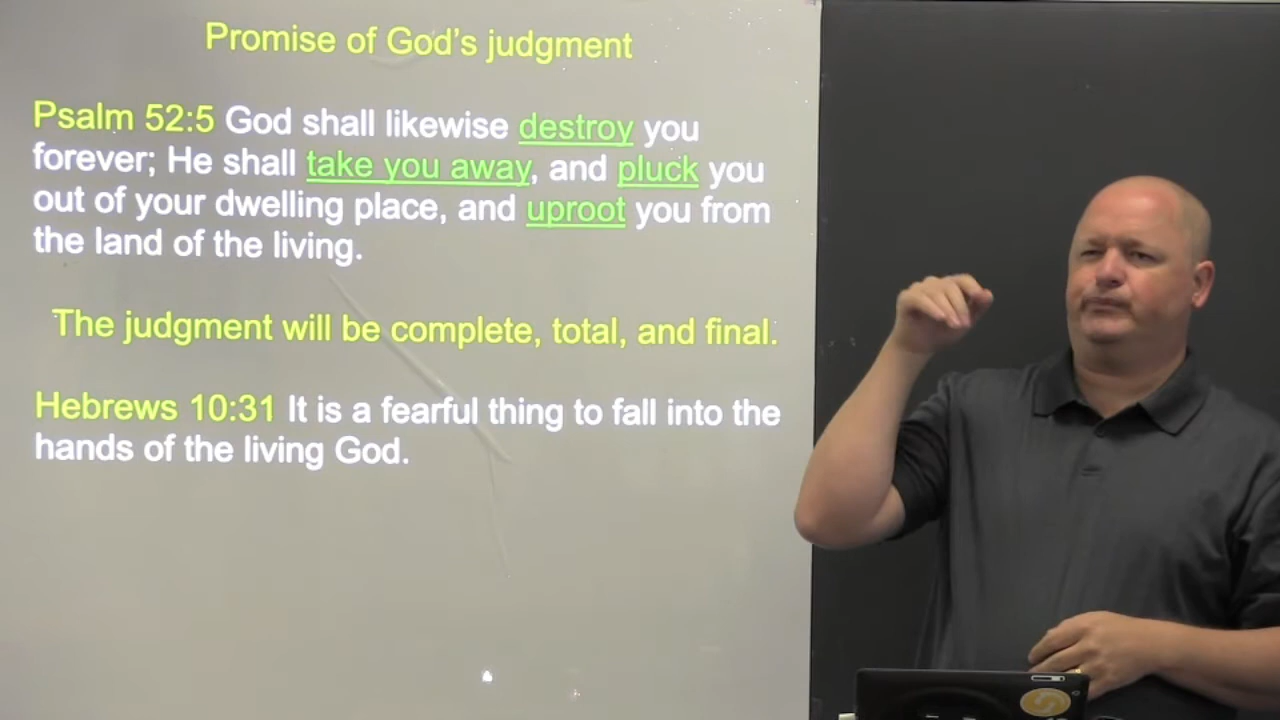 Promise of God's judgment
Psalm 52:5 God shall likewise destroy you
forever; He shall take you away, and pluck you
out of your dwelling place, and uproot you from
the land of the living.
The judgment will be complete, total, and final.
Hebrews 10:31 It is a fearful thing to fall into the
hands of the living God.